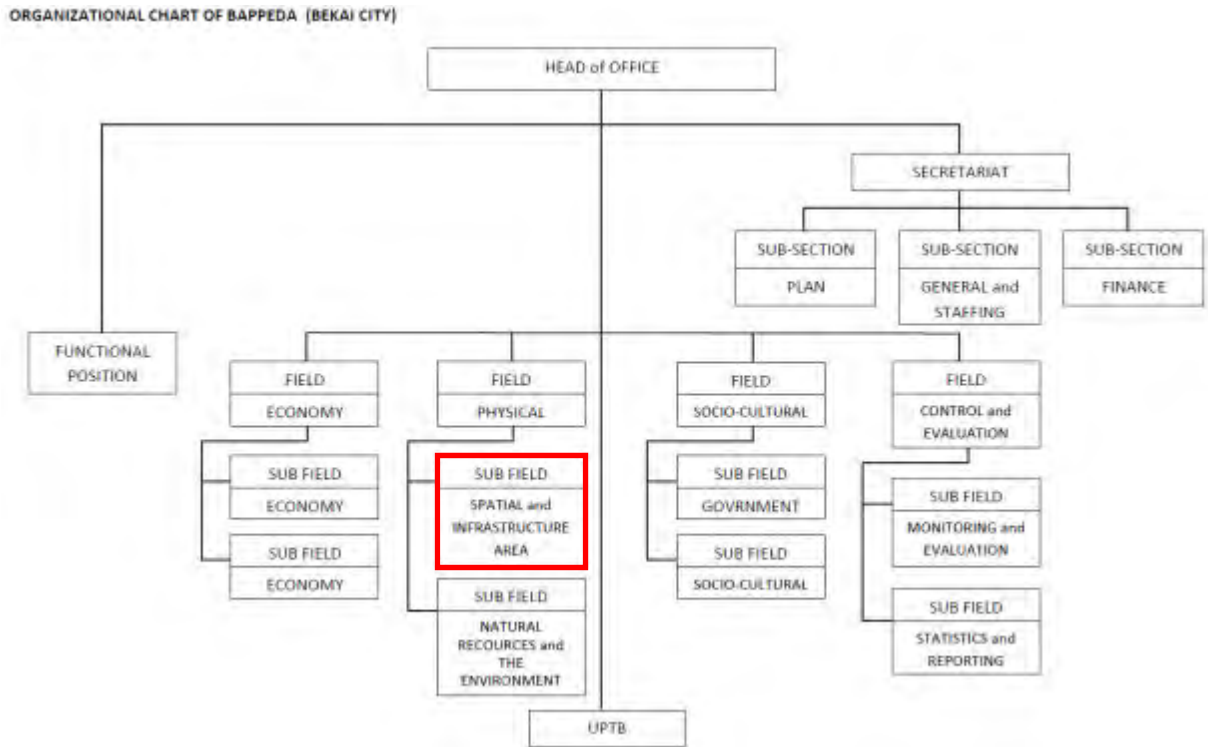 ORGANIZATIONAL CHART OF BAPPEDA (BEKAI CITY)
HEAD of OFFICE
SECRETARIAT
SUB-SECTION
PLAN
SUB-SECTION
GENERAL and
STAFFING
SUB-SECTION
FINANCE
FUNCTIONAL
POSITION
FIELD
ECONOMY
SUB FIELD
ECONOMY
SUB FIELD
ECONOMY
FIELD
PHYSICAL
SUB FIELD
SPATIAL and
INFRASTRUCTURE
AREA
SUB FIELD
NATURAL
RECOURCES and
THE
ENVIRONMENT
FIELD
SOCIO-CULTURAL
SUB FIELD
GOVRNMENT
SUB FIELD
SOCIO-CULTURAL
FIELD
CONTROL and
EVALUATION
SUB FIELD
MONITORING and
EVALUATION
SUB FIELD
STATISTICS and
REPORTING
UPTB